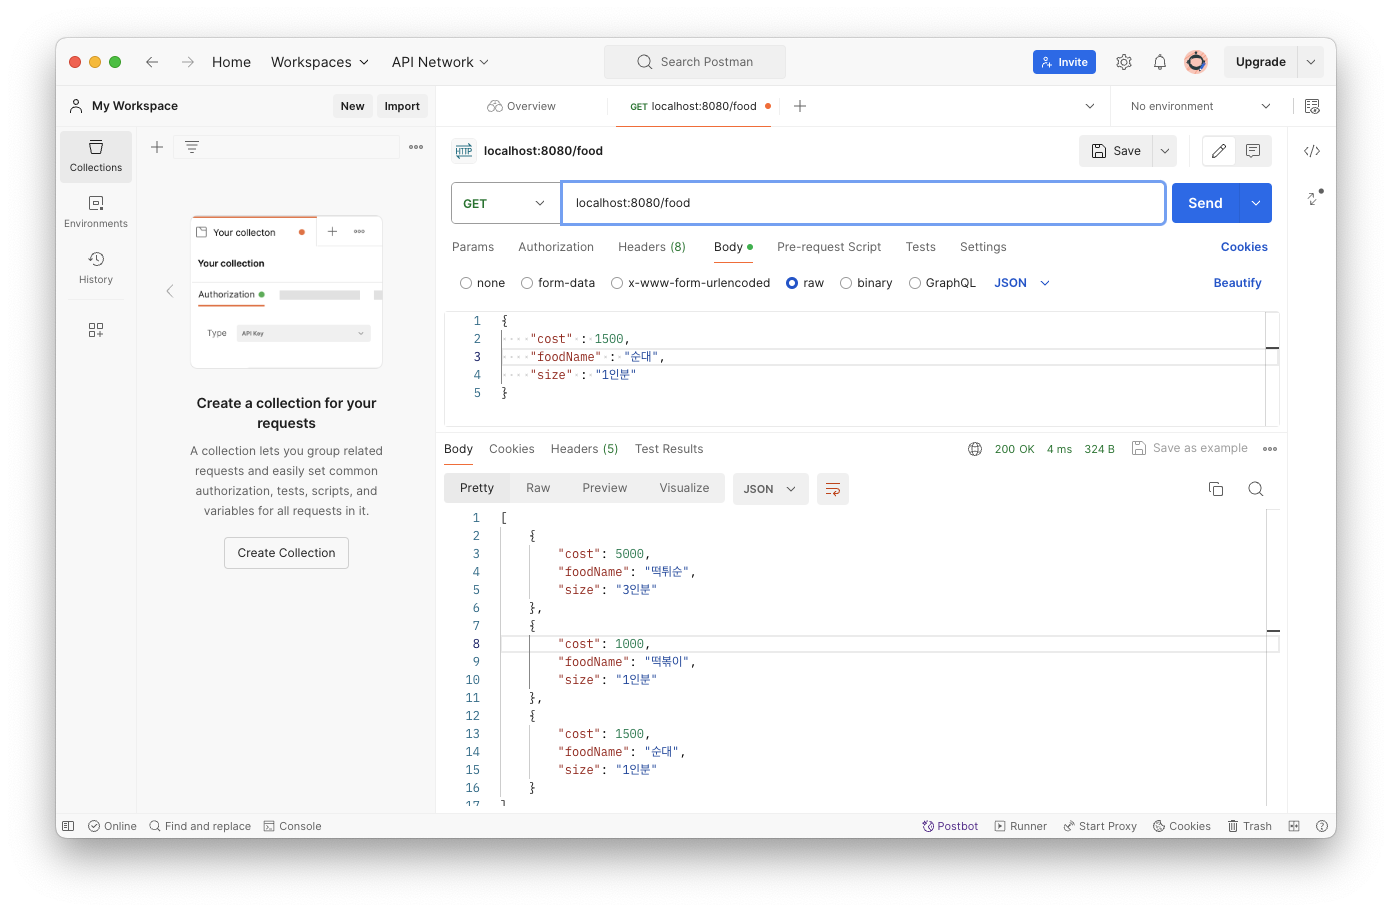 Home Workspaces API Network Search Postman Invite Upgrade
My Workspace New Import Overview GET localhost:8080/food No environment
Collections
Environments
History
Your collecton
Your collection
Authorization
Type API Key
Create a collection for your
requests
A collection lets you group related
requests and easily set common
authorization, tests, scripts, and
variables for all requests in it.
Create Collection
HTTP localhost:8080/food Save
GET localhost:8080/food Send
Params Authorization Headers (8) Body Pre-request Script Tests Settings Cookies
none form-data x-www-form-urlencoded raw binary GraphQL JSON Beautify
1 {
2 "cost" : 1500,
3 "foodName" : "순대",
4 "size" : "1인분"
5 }
Body Cookies Headers (5) Test Results 200 OK 4 ms 324 B Save as example
Pretty Raw Preview Visualize JSON
1 [
2 {
3 "cost": 5000,
4 "foodName": "떡튀순",
5 "size": "3인분"
6 },
7 {
8 "cost": 1000,
9 "foodName": "떡볶이",
10 "size": "1인분"
11 },
12 {
13 "cost": 1500,
14 "foodName": "순대",
15 "size": "1인분"
16 }
17 ]
Online Find and replace Console Postbot Runner Start Proxy Cookies Trash